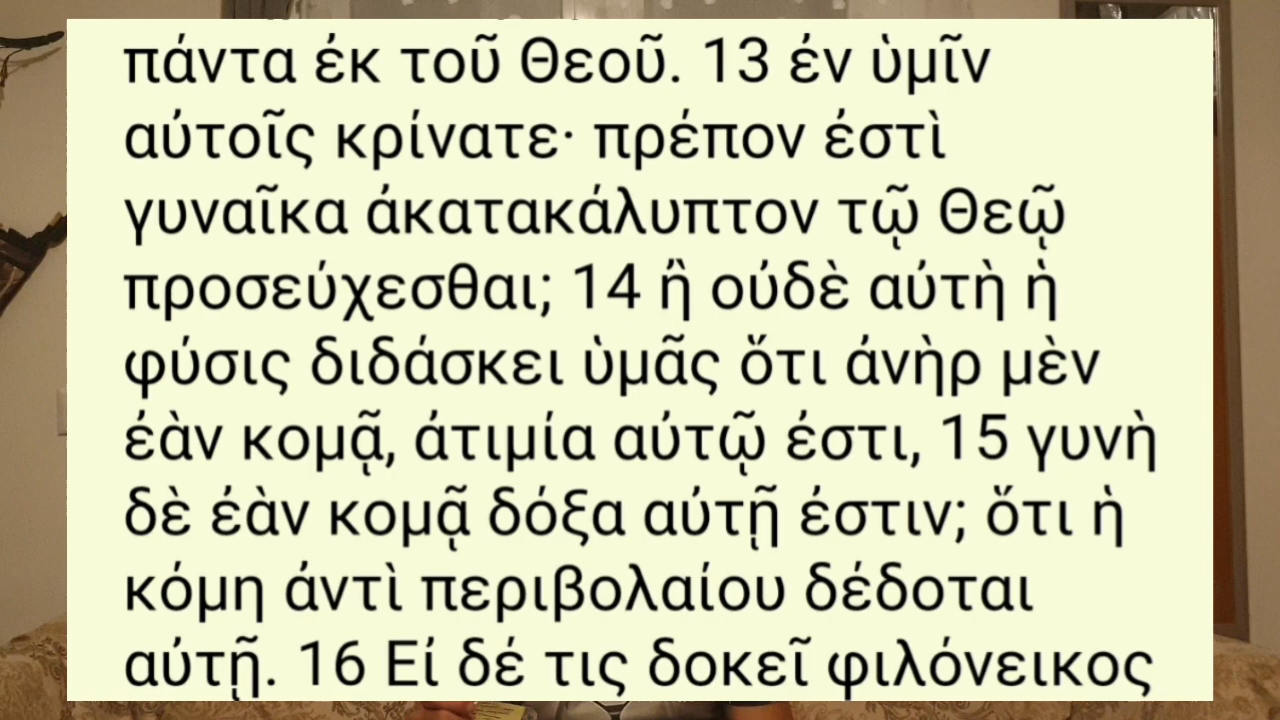 πάντα ἐκ τοῦ Θεοῦ. 13 ἐν ὑμῖν
αὐτοῖς κρίνατε· πρέπον ἐστὶ
γυναῖκα ἀκατακάλυπτον τῷ Θεῷ
προσεύχεσθαι; 14 ἢ οὐδὲ αὐτὴ ἡ
φύσις διδάσκει ὑμᾶς ὅτι ἀνὴρ μὲν
ἐὰν κομᾷ, ἀτιμία αὐτῷ ἐστι, 15 γυνὴ
δὲ ἐὰν κομᾷ δόξα αὐτῇ ἐστιν; ὅτι ἡ
κόμη ἀντὶ περιβολαίου δέδοται
αὐτῇ. 16 Εἰ δέ τις δοκεῖ φιλόνεικος